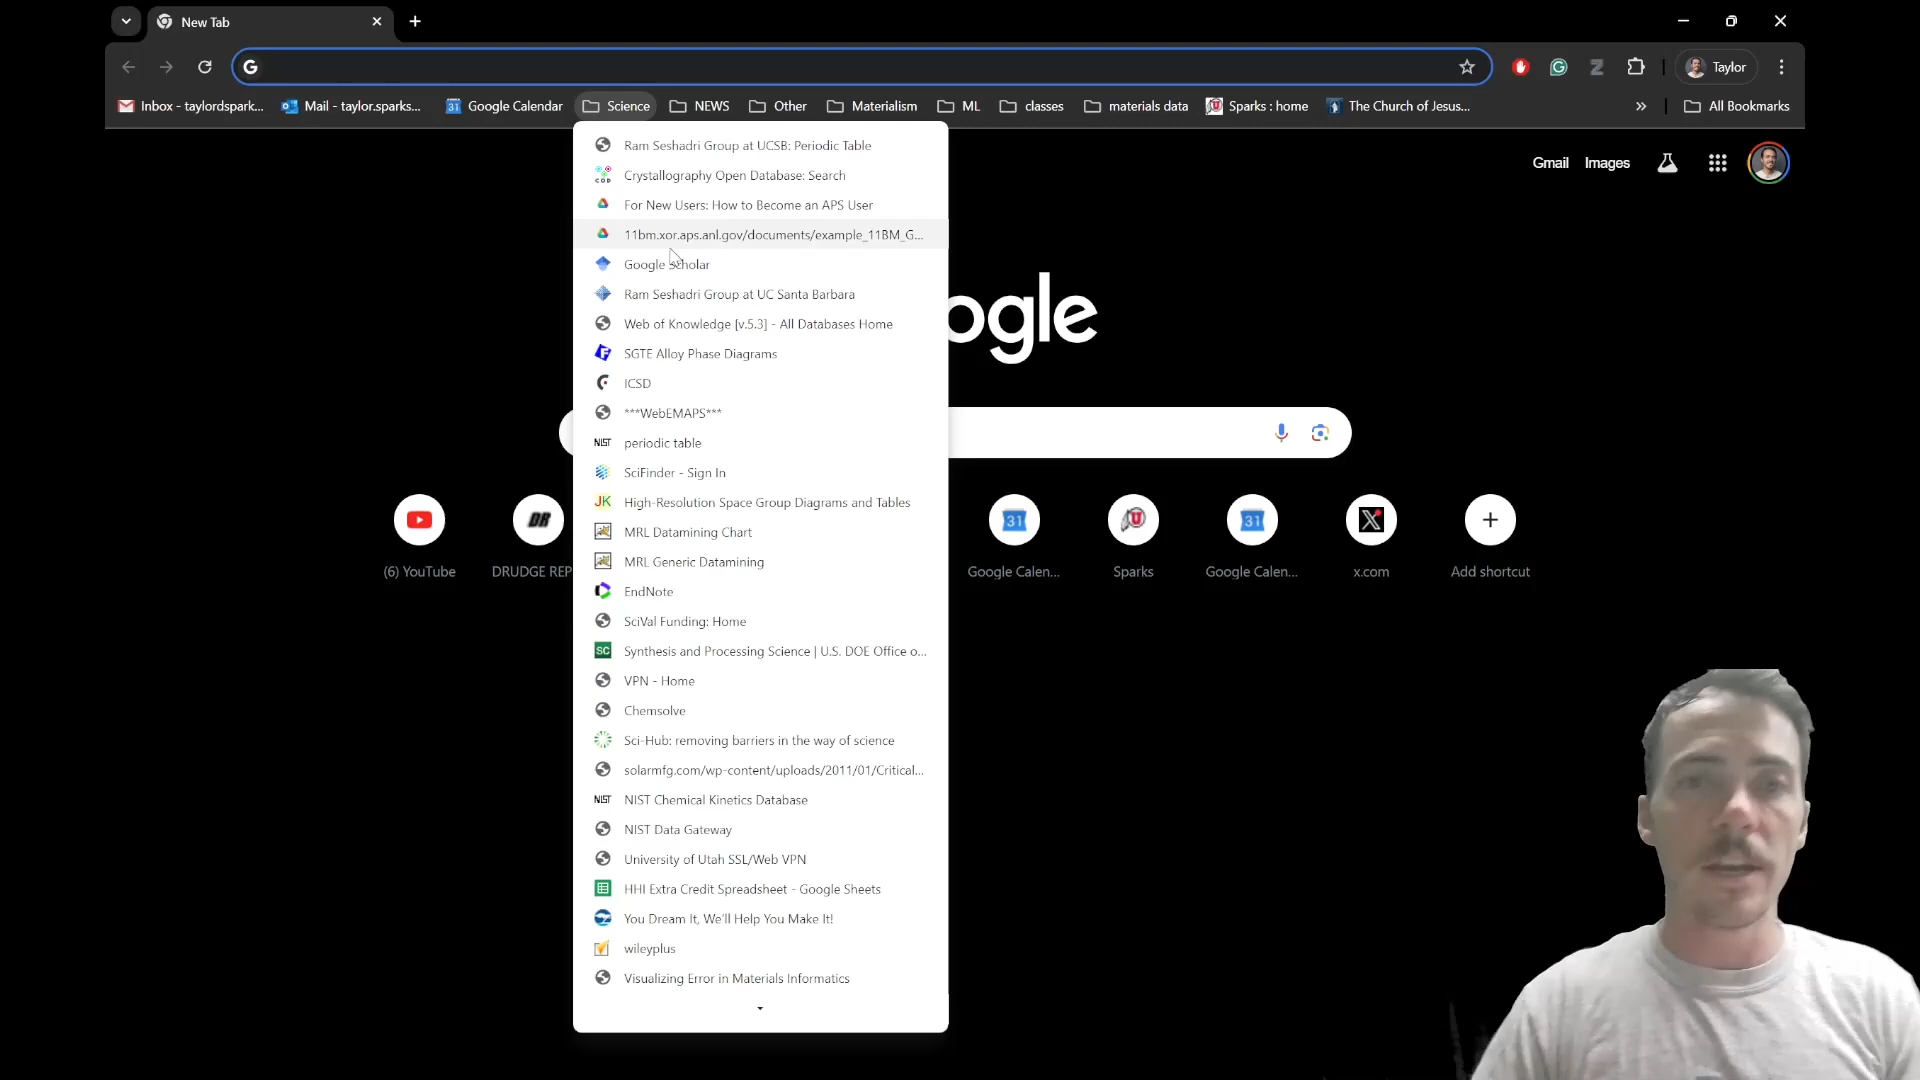 New Tab
Taylor
Inbox - taylordspark...
Mail - taylor.sparks...
31
Google Calendar
Science
NEWS
Other
Materialism
ML
classes
materials data
Sparks : home
The Church of Jesus...
»
All Bookmarks
Gmail
Images
Ram Seshadri Group at UCSB: Periodic Table
COD
Crystallography Open Database: Search
For New Users: How to Become an APS User
11bm.xor.aps.anl.gov/documents/example_11BM_G...
Google Scholar
Ram Seshadri Group at UC Santa Barbara
Web of Knowledge [v.5.3] - All Databases Home
SGTE Alloy Phase Diagrams
ICSD
***WebEMAPS***
NIST periodic table
SciFinder - Sign In
JK High-Resolution Space Group Diagrams and Tables
MRL Datamining Chart
MRL Generic Datamining
EndNote
SciVal Funding: Home
SC Synthesis and Processing Science | U.S. DOE Office o...
VPN - Home
Chemsolve
Sci-Hub: removing barriers in the way of science
solarmfg.com/wp-content/uploads/2011/01/Critical...
NIST NIST Chemical Kinetics Database
NIST Data Gateway
University of Utah SSL/Web VPN
HHI Extra Credit Spreadsheet - Google Sheets
You Dream It, We'll Help You Make It!
wileyplus
Visualizing Error in Materials Informatics
ogle
(6) YouTube
DR
DRUDGE REP
31
Google Calen...
U
Sparks
31
Google Calen...
X
x.com
Add shortcut